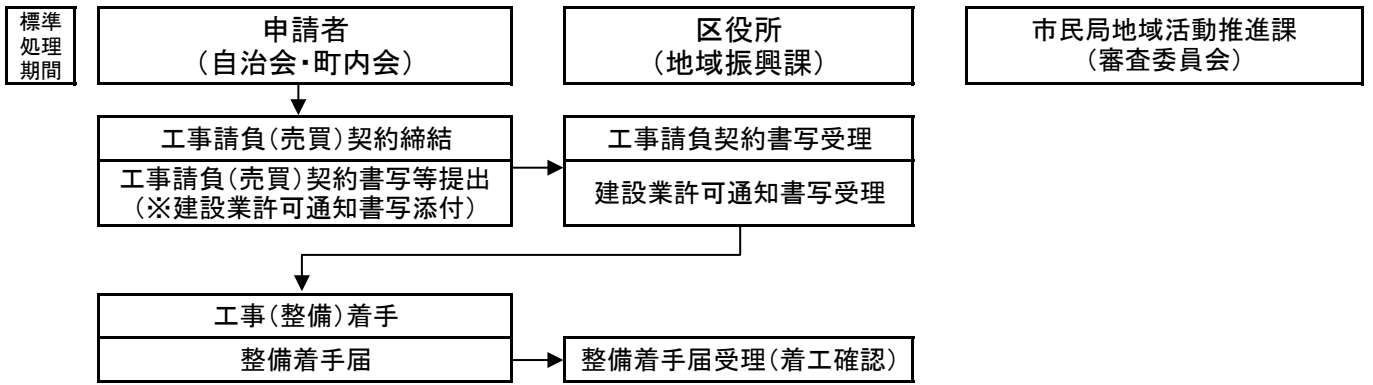 標準
処理
期間
申請者
（自治会・町内会）
区役所
（地域振興課）
市民局地域活動推進課
（審査委員会）
工事請負（売買）契約締結
工事請負（売買）契約書写等提出
（※建設業許可通知書写添付）
工事請負契約書写受理
建設業許可通知書写受理
工事（整備）着手
整備着手届
整備着手届受理（着工確認）